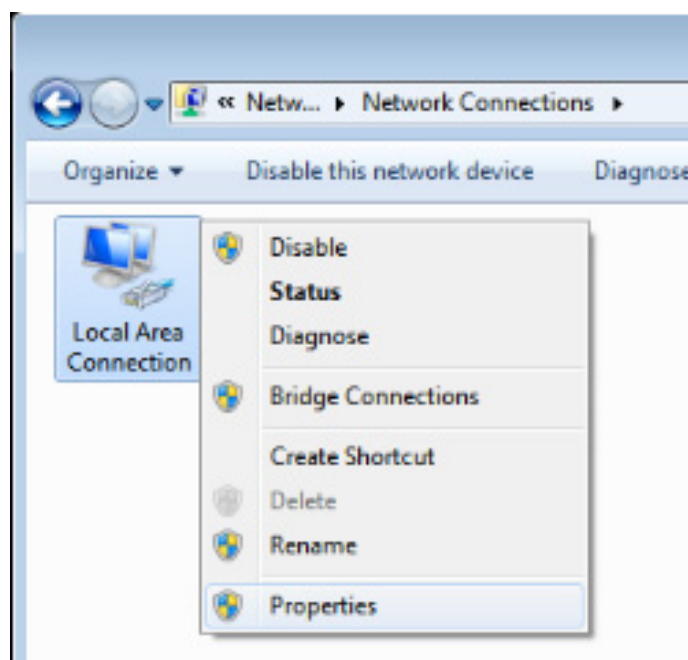 « Netw... ▸ Network Connections ▸
Organize ▾ Disable this network device Diagnose
Local Area
Connection
Disable
Status
Diagnose
Bridge Connections
Create Shortcut
Delete
Rename
Properties